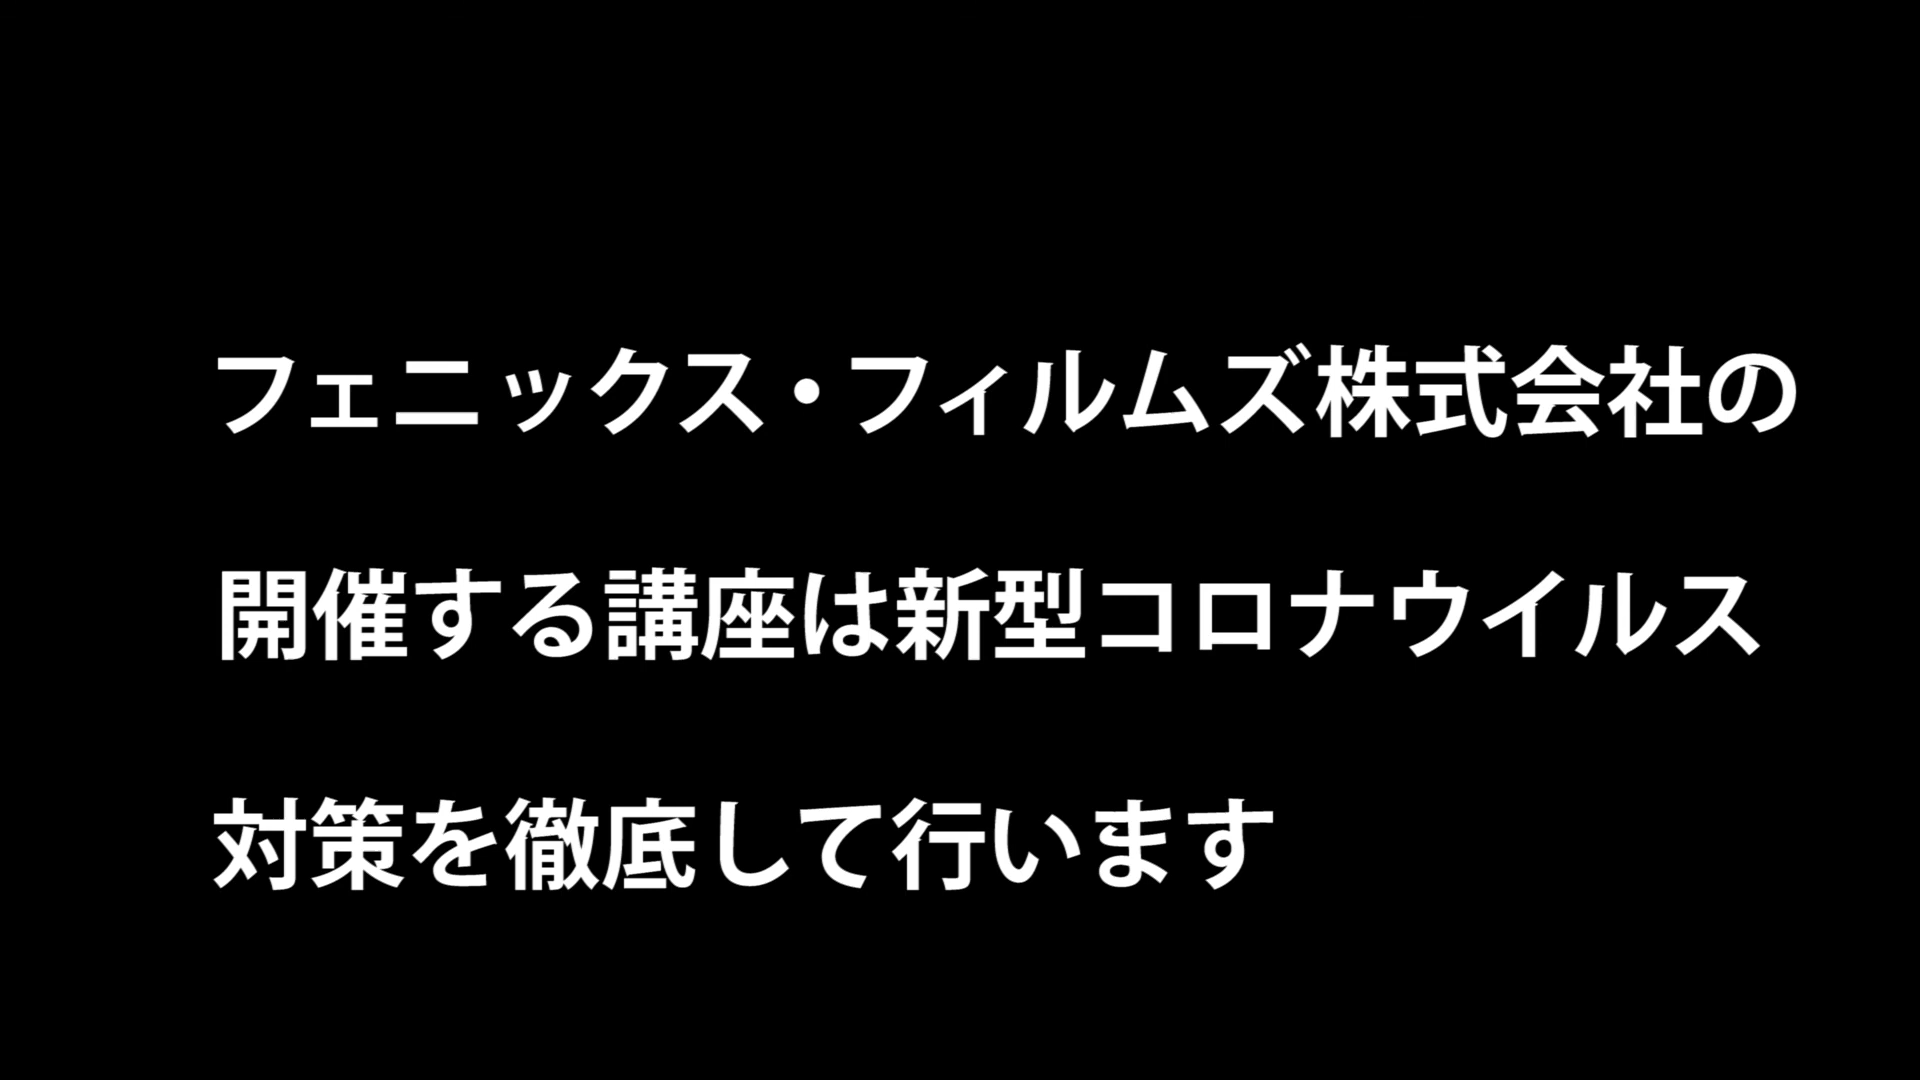 フェニックス・フィルムズ株式会社の
開催する講座は新型コロナウイルス
対策を徹底して行います